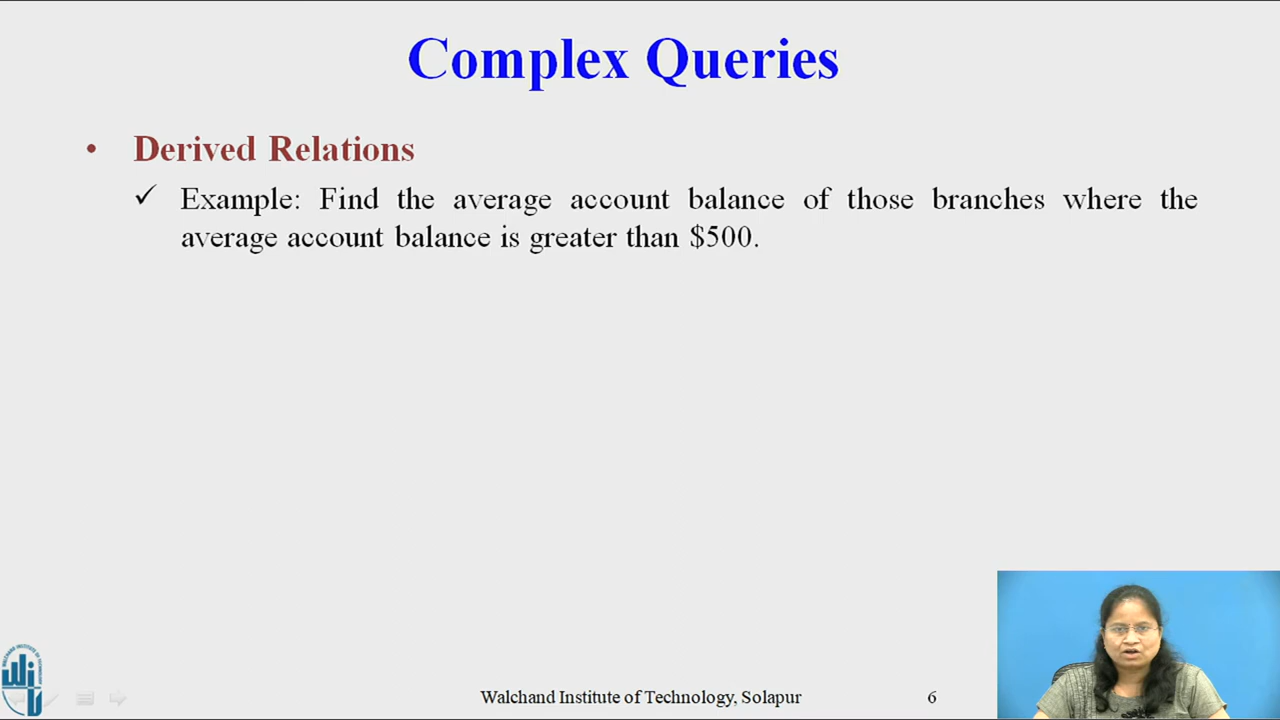 Complex Queries
• Derived Relations
✓ Example: Find the average account balance of those branches where the
average account balance is greater than $500.
Walchand Institute of Technology, Solapur
6